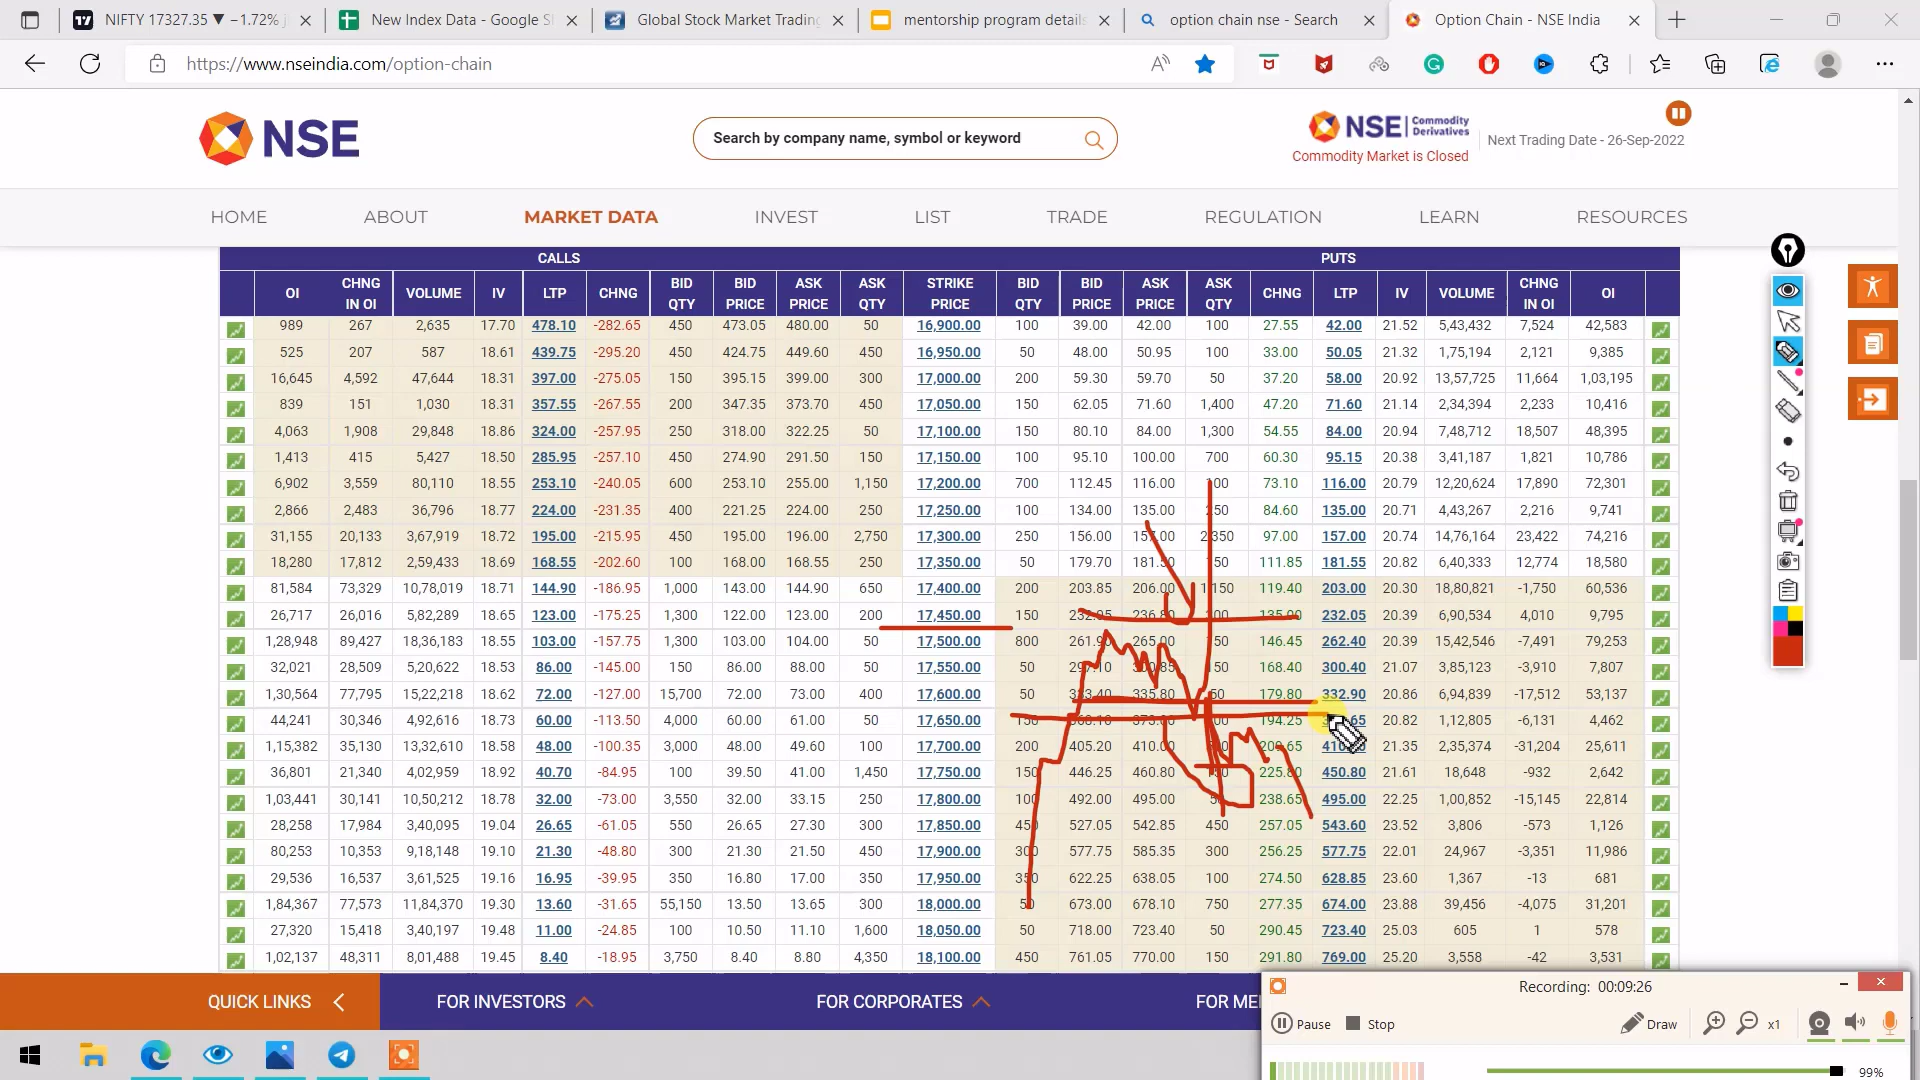 NIFTY 17327.35 ▼ −1.72%
New Index Data - Google S
Global Stock Market Trading
mentorship program details
option chain nse - Search
Option Chain - NSE India
https://www.nseindia.com/option-chain
NSE
Search by company name, symbol or keyword
NSE Commodity Derivatives
Commodity Market is Closed
Next Trading Date - 26-Sep-2022
HOME ABOUT MARKET DATA INVEST LIST TRADE REGULATION LEARN RESOURCES
CALLS PUTS
OI CHNG IN OI VOLUME IV LTP CHNG BID QTY BID PRICE ASK PRICE ASK QTY STRIKE PRICE BID QTY BID PRICE ASK PRICE ASK QTY CHNG LTP IV VOLUME CHNG IN OI OI
989 267 2,635 17.70 478.10 -282.65 450 473.05 480.00 50 16,900.00 100 39.00 42.00 100 27.55 42.00 21.52 5,43,432 7,524 42,583
525 207 587 18.61 439.75 -295.20 450 424.75 449.60 450 16,950.00 50 48.00 50.95 100 33.00 50.05 21.32 1,75,194 2,121 9,385
16,645 4,592 47,644 18.31 397.00 -275.05 150 395.15 399.00 300 17,000.00 200 59.30 59.70 50 37.20 58.00 20.92 13,57,725 11,664 1,03,195
839 151 1,030 18.31 357.55 -267.55 200 347.35 373.70 450 17,050.00 150 62.05 71.60 1,400 47.20 71.60 21.14 2,34,394 2,233 10,416
4,063 1,908 29,848 18.86 324.00 -257.95 250 318.00 322.25 50 17,100.00 150 80.10 84.00 1,300 54.55 84.00 20.94 7,48,712 18,507 48,395
1,413 415 5,427 18.50 285.95 -257.10 450 274.90 291.50 150 17,150.00 100 95.10 100.00 700 60.30 95.15 20.38 3,41,187 1,821 10,786
6,902 3,559 80,110 18.55 253.10 -240.05 600 253.10 255.00 1,150 17,200.00 700 112.45 116.00 100 73.10 116.00 20.79 12,20,624 17,890 72,301
2,866 2,483 36,796 18.77 224.00 -231.35 400 221.25 224.00 250 17,250.00 100 134.00 135.00 250 84.60 135.00 20.71 4,43,267 2,216 9,741
31,155 20,133 3,67,919 18.72 195.00 -215.95 450 195.00 196.00 2,750 17,300.00 250 156.00 157.00 2,350 97.00 157.00 20.74 14,76,164 23,422 74,216
18,280 17,812 2,59,433 18.69 168.55 -202.60 100 168.00 168.55 250 17,350.00 50 179.70 181.50 50 111.85 181.55 20.82 6,40,333 12,774 18,580
81,584 73,329 10,78,019 18.71 144.90 -186.95 1,000 143.00 144.90 650 17,400.00 200 203.85 206.00 1,150 119.40 203.00 20.30 18,80,821 -1,750 60,536
26,717 26,016 5,82,289 18.65 123.00 -175.25 1,300 122.00 123.00 200 17,450.00 150 236.80 135.00 232.05 20.39 6,90,534 4,010 9,795
1,28,948 89,427 18,36,183 18.55 103.00 -157.75 1,300 103.00 104.00 50 17,500.00 800 261.90 265.00 146.45 262.40 20.39 15,42,546 -7,491 79,253
32,021 28,509 5,20,622 18.53 86.00 -145.00 150 86.00 88.00 50 17,550.00 50 297.10 168.40 300.40 21.07 3,85,123 -3,910 7,807
1,30,564 77,795 15,22,218 18.62 72.00 -127.00 15,700 72.00 73.00 400 17,600.00 50 335.80 179.80 332.90 20.86 6,94,839 -17,512 53,137
44,241 30,346 4,92,616 18.73 60.00 -113.50 4,000 60.00 61.00 50 17,650.00 194.25 20.82 1,12,805 -6,131 4,462
1,15,382 35,130 13,32,610 18.58 48.00 -100.35 3,000 48.00 49.60 100 17,700.00 200 405.20 21.35 2,35,374 -31,204 25,611
36,801 21,340 4,02,959 18.92 40.70 -84.95 100 39.50 41.00 1,450 17,750.00 150 446.25 460.80 225.80 450.80 21.61 18,648 -932 2,642
1,03,441 30,141 10,50,212 18.78 32.00 -73.00 3,550 32.00 33.15 250 17,800.00 100 492.00 495.00 238.65 495.00 22.25 1,00,852 -15,145 22,814
28,258 17,984 3,40,095 19.04 26.65 -61.05 550 26.65 27.30 300 17,850.00 450 527.05 542.85 450 257.05 543.60 23.52 3,806 -573 1,126
80,253 10,353 9,18,148 19.10 21.30 -48.80 300 21.30 21.50 450 17,900.00 300 577.75 585.35 300 256.25 577.75 22.01 24,967 -3,351 11,986
29,536 16,537 3,61,525 19.16 16.95 -39.95 350 16.80 17.00 350 17,950.00 350 622.25 638.05 100 274.50 628.85 23.60 1,367 -13 681
1,84,367 77,573 11,84,370 19.30 13.60 -31.65 55,150 13.50 13.65 300 18,000.00 50 673.00 678.10 750 277.35 674.00 23.88 39,456 -4,075 31,201
27,320 15,418 3,40,197 19.48 11.00 -24.85 100 10.50 11.10 1,600 18,050.00 50 718.00 723.40 50 290.45 723.40 25.03 605 1 578
1,02,137 48,311 8,01,488 19.45 8.40 -18.95 3,750 8.40 8.80 4,350 18,100.00 450 761.05 770.00 150 291.80 769.00 25.20 3,558 -42 3,531
QUICK LINKS FOR INVESTORS FOR CORPORATES FOR ME
Recording: 00:09:26
Pause Stop Draw x1
99%